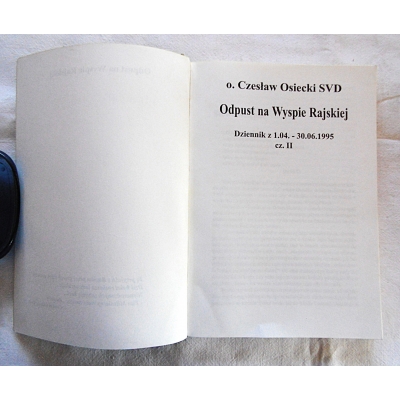 o. Czesław Osiecki SVD
Odpust na Wyspie Rajskiej
Dziennik z 1.04. - 30.06.1995
cz. II